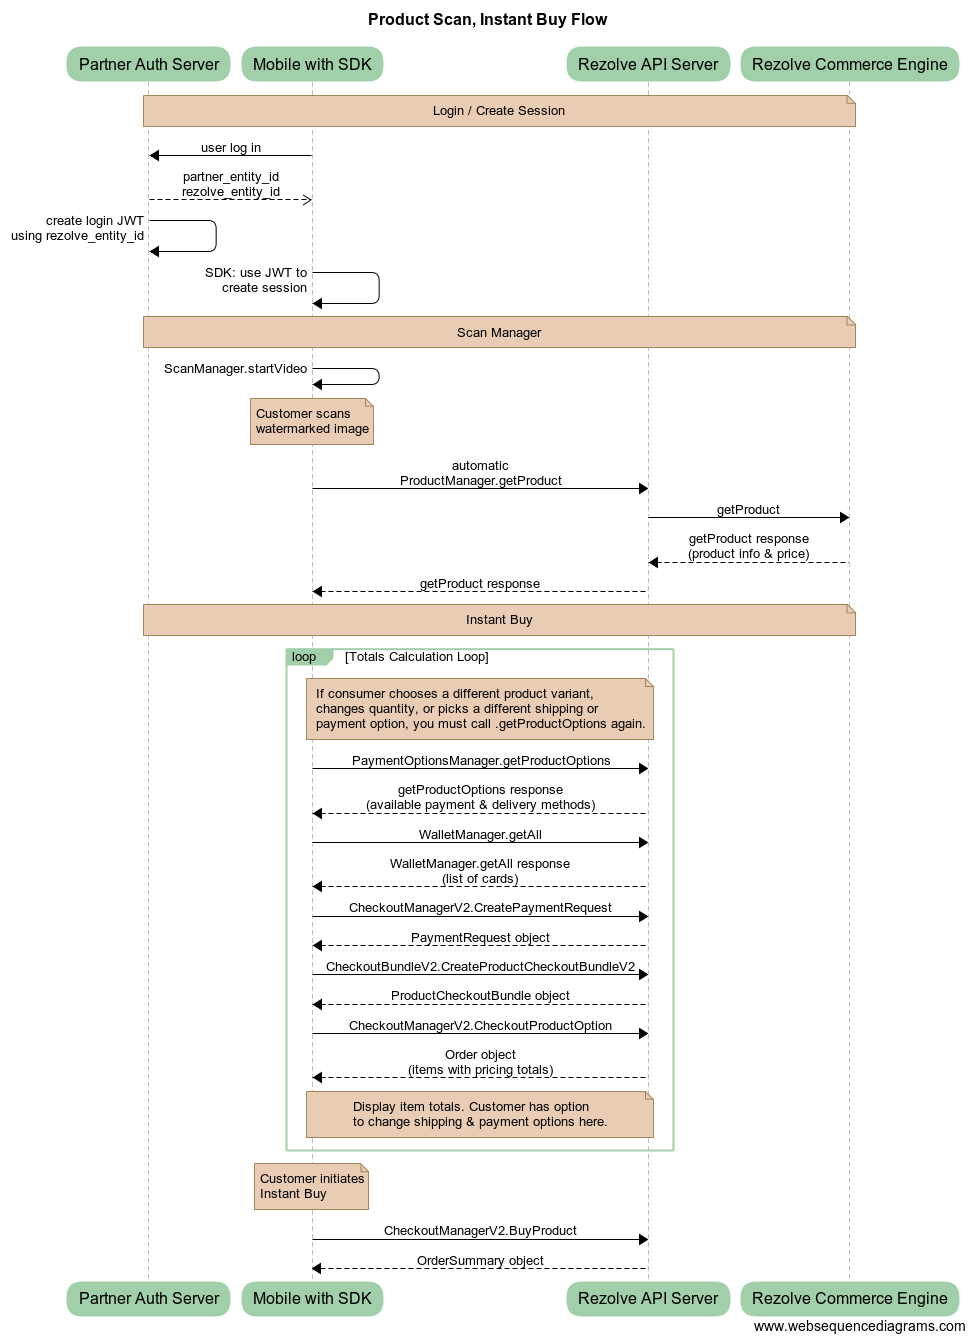 Product Scan, Instant Buy Flow
Partner Auth Server
Mobile with SDK
Rezolve API Server
Rezolve Commerce Engine
Login / Create Session
user log in
partner_entity_id
rezolve_entity_id
create login JWT
using rezolve_entity_id
SDK: use JWT to
create session
Scan Manager
ScanManager.startVideo
Customer scans
watermarked image
automatic
ProductManager.getProduct
getProduct
getProduct response
(product info & price)
getProduct response
Instant Buy
loop
[Totals Calculation Loop]
If consumer chooses a different product variant,
changes quantity, or picks a different shipping or
payment option, you must call .getProductOptions again.
PaymentOptionsManager.getProductOptions
getProductOptions response
(available payment & delivery methods)
WalletManager.getAll
WalletManager.getAll response
(list of cards)
CheckoutManagerV2.CreatePaymentRequest
PaymentRequest object
CheckoutBundleV2.CreateProductCheckoutBundleV2
ProductCheckoutBundle object
CheckoutManagerV2.CheckoutProductOption
Order object
(items with pricing totals)
Display item totals. Customer has option
to change shipping & payment options here.
Customer initiates
Instant Buy
CheckoutManagerV2.BuyProduct
OrderSummary object
Partner Auth Server
Mobile with SDK
Rezolve API Server
Rezolve Commerce Engine
www.websequencediagrams.com